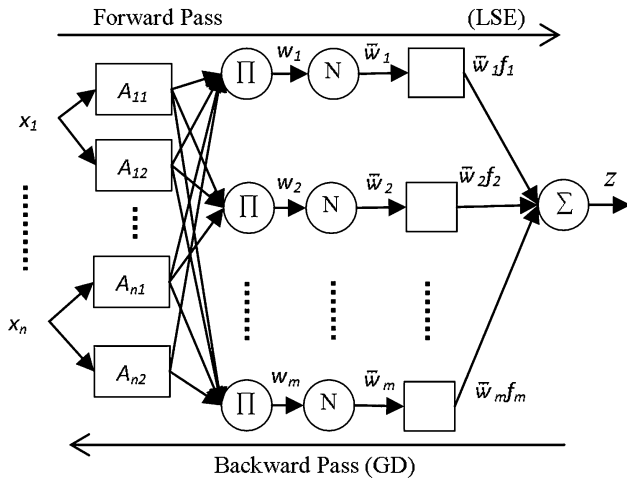 Forward Pass (LSE)
A11 ∏ w1 N w̅1 w̅1f1
x1
A12
∏ w2 N w̅2 w̅2f2 Σ z
An1
xn
An2 ∏ wm N w̅m w̅mfm
Backward Pass (GD)